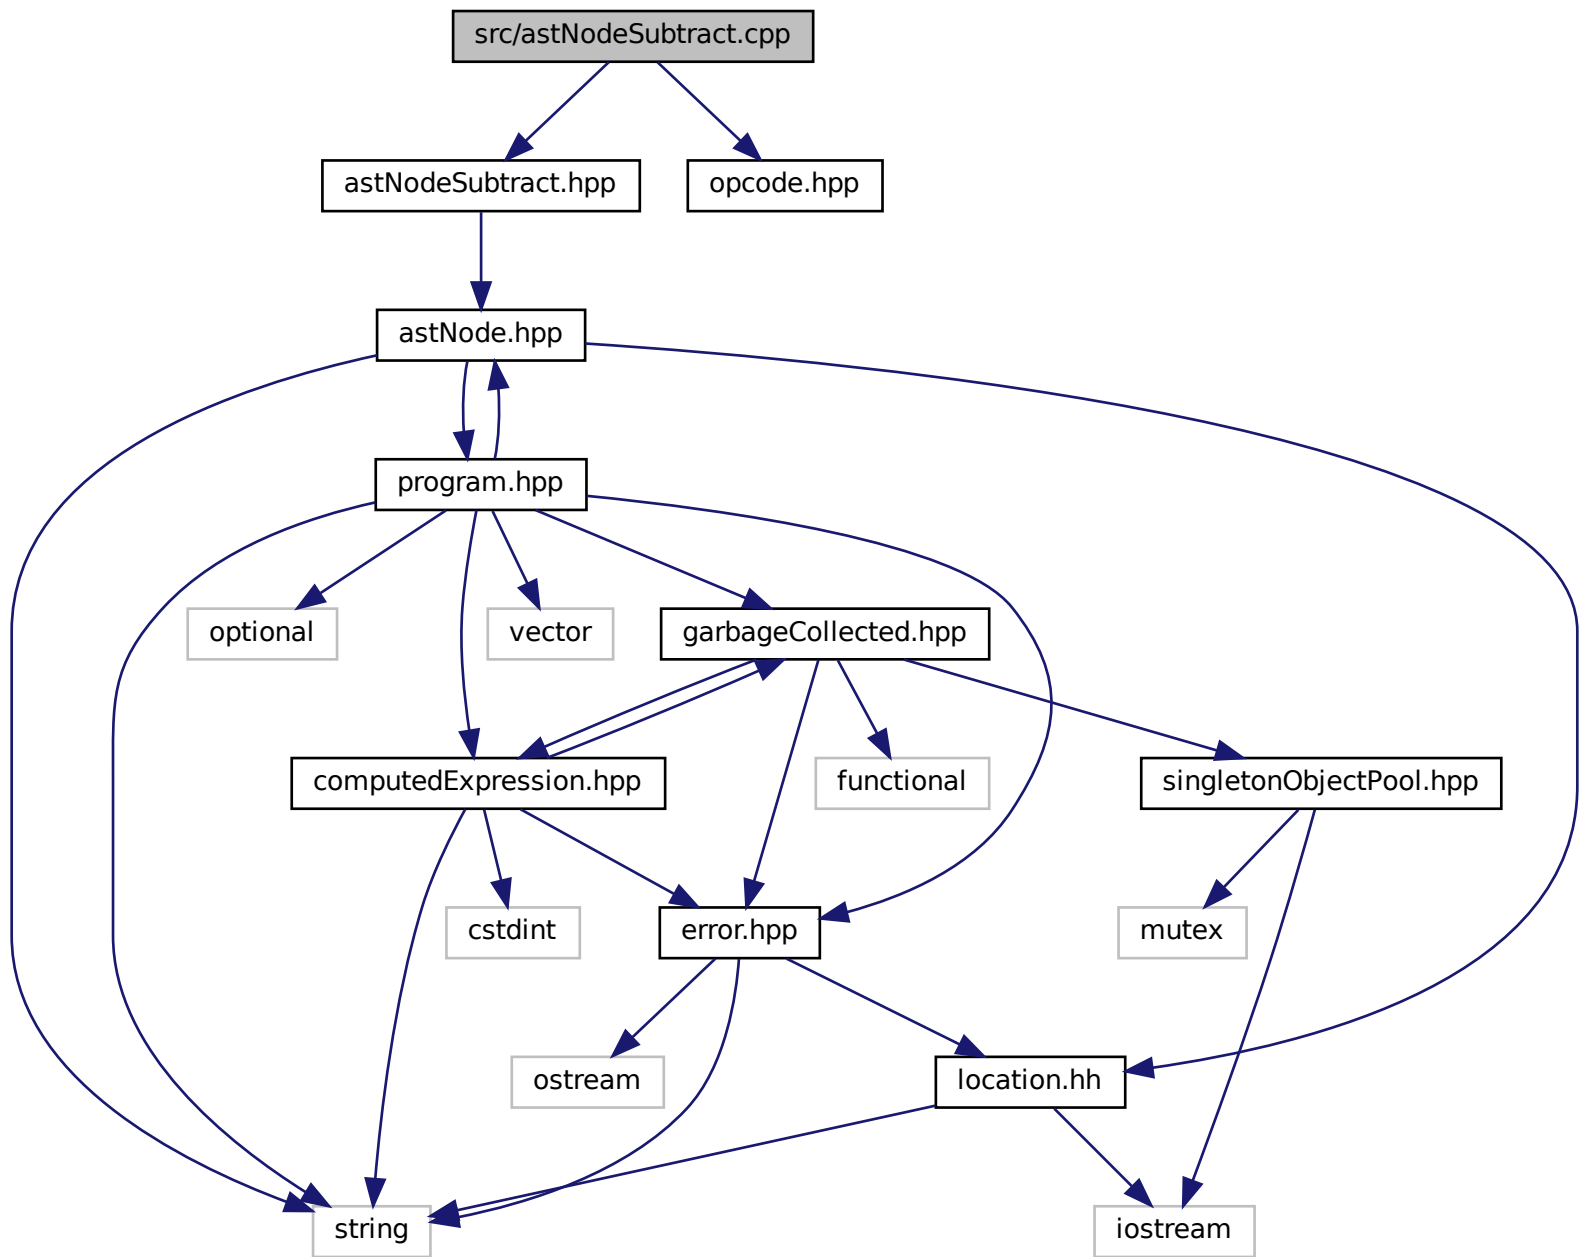 src/astNodeSubtract.cpp
astNodeSubtract.hpp
opcode.hpp
astNode.hpp
program.hpp
optional
vector
garbageCollected.hpp
computedExpression.hpp
functional
singletonObjectPool.hpp
cstdint
error.hpp
mutex
ostream
location.hh
string
iostream